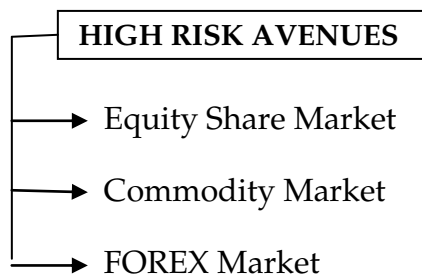 HIGH RISK AVENUES
Equity Share Market
Commodity Market
FOREX Market